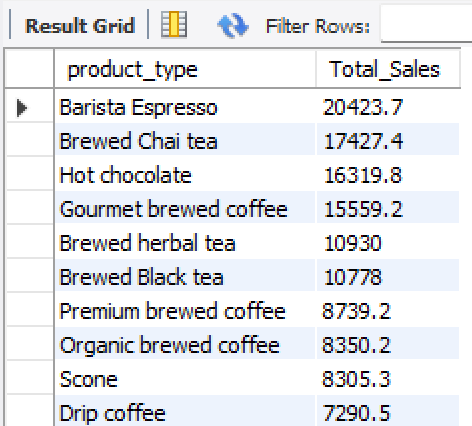 Result Grid Filter Rows:
product_type Total_Sales
Barista Espresso 20423.7
Brewed Chai tea 17427.4
Hot chocolate 16319.8
Gourmet brewed coffee 15559.2
Brewed herbal tea 10930
Brewed Black tea 10778
Premium brewed coffee 8739.2
Organic brewed coffee 8350.2
Scone 8305.3
Drip coffee 7290.5